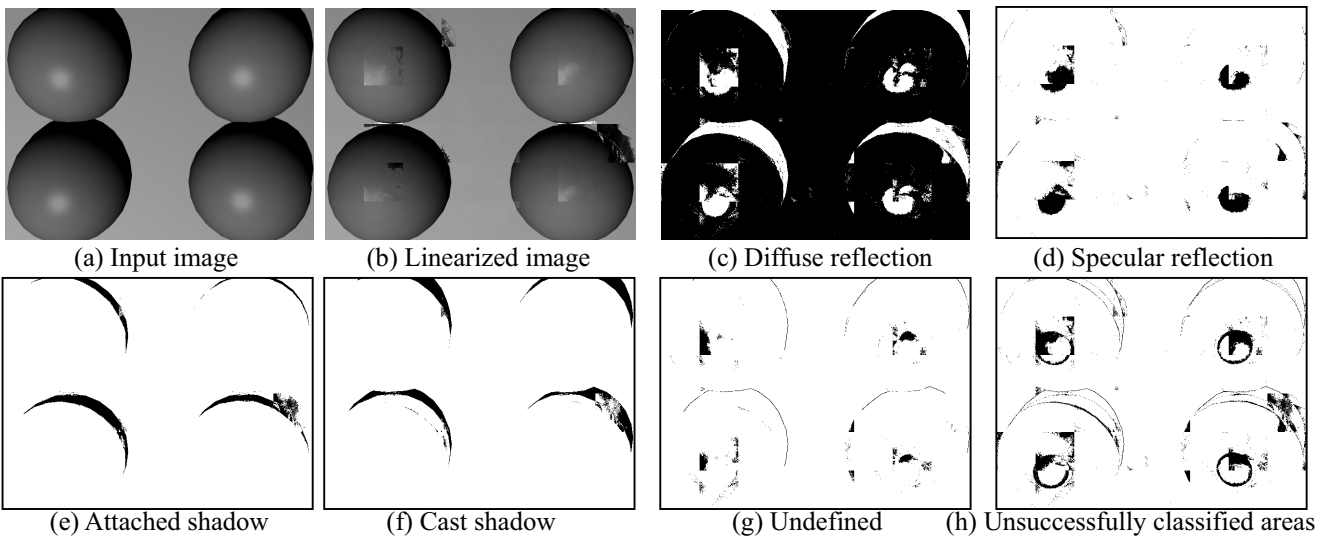 (a) Input image
(b) Linearized image
(c) Diffuse reflection
(d) Specular reflection
(e) Attached shadow
(f) Cast shadow
(g) Undefined
(h) Unsuccessfully classified areas